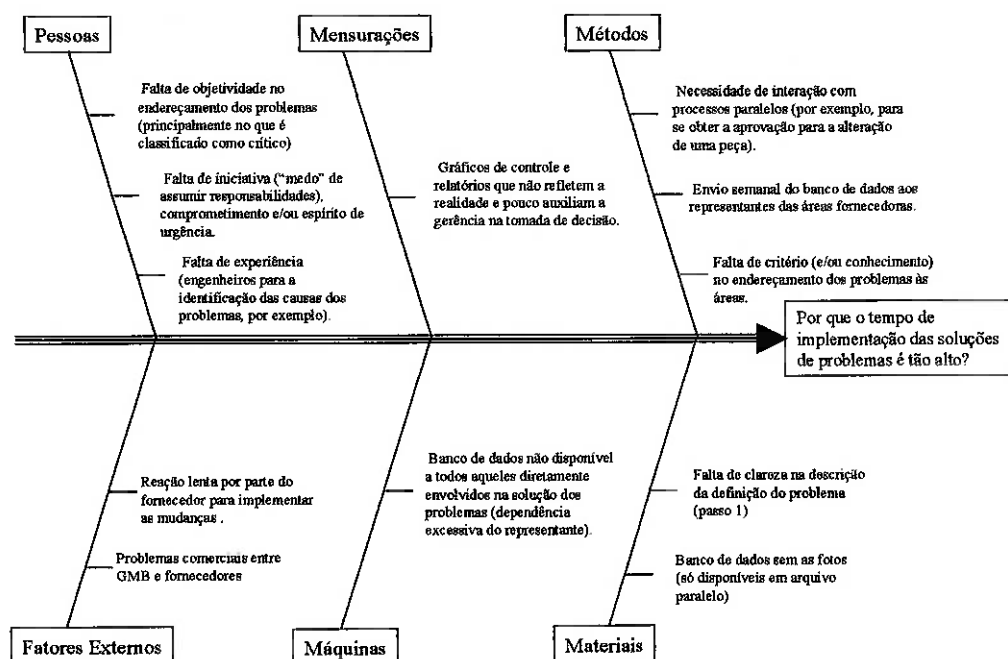 Pessoas
Mensurações
Métodos
Falta de objetividade no
endereçamento dos problemas
(principalmente no que é
classificado como crítico)
Falta de iniciativa ("medo" de
assumir responsabilidades),
comprometimento e/ou espírito de
urgência.
Falta de experiência
(engenheiros para a
identificação das causas dos
problemas, por exemplo).
Gráficos de controle e
relatórios que não refletem a
realidade e pouco auxiliam a
gerência na tomada de decisão.
Necessidade de interação com
processos paralelos (por exemplo, para
se obter a aprovação para a alteração
de uma peça).
Envio semanal do banco de dados aos
representantes das áreas fornecedoras.
Falta de critério (e/ou conhecimento)
no endereçamento dos problemas às
áreas.
Por que o tempo de
implementação das soluções
de problemas é tão alto?
Reação lenta por parte do
fornecedor para implementar
as mudanças .
Problemas comerciais entre
GMB e fornecedores
Banco de dados não disponível
a todos aqueles diretamente
envolvidos na solução dos
problemas (dependência
excessiva do representante).
Falta de clareza na descrição
da definição do problema
(passo 1)
Banco de dados sem as fotos
(só disponíveis em arquivo
paralelo)
Fatores Externos
Máquinas
Materiais